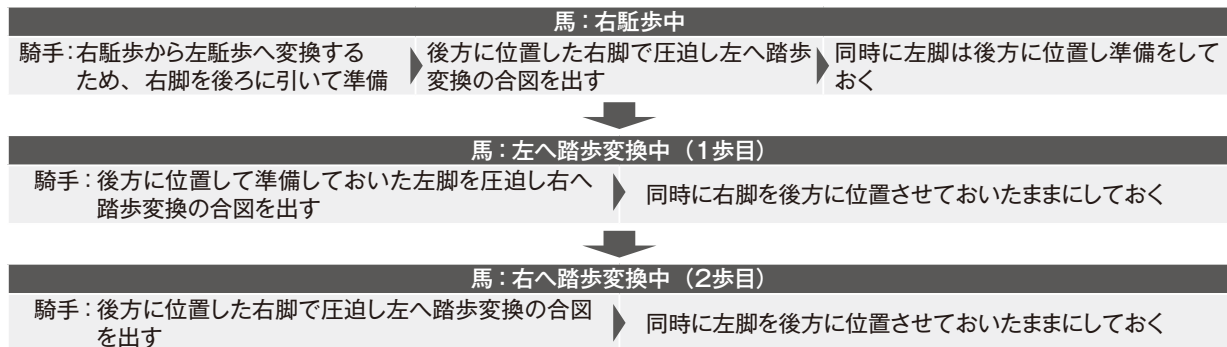 馬：右駈歩中
騎手：右駈歩から左駈歩へ変換する
ため、右脚を後ろに引いて準備
後方に位置した右脚で圧迫し左へ踏歩
変換の合図を出す
同時に左脚は後方に位置し準備をして
おく
馬：左へ踏歩変換中（1歩目）
騎手：後方に位置して準備しておいた左脚を圧迫し右へ
踏歩変換の合図を出す
同時に右脚を後方に位置させておいたままにしておく
馬：右へ踏歩変換中（2歩目）
騎手：後方に位置した右脚で圧迫し左へ踏歩変換の合図
を出す
同時に左脚を後方に位置させておいたままにしておく